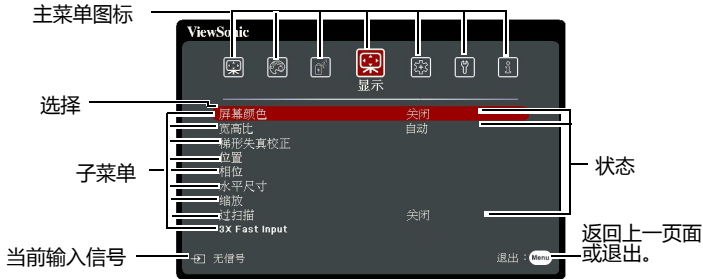 主菜单图标
ViewSonic
显示
选择
屏幕颜色 关闭
宽高比 自动
梯形失真校正
位置
相位
水平尺寸
缩放
过扫描 关闭
3X Fast Input
子菜单
状态
当前输入信号
无信号
退出： Menu
返回上一页面
或退出。